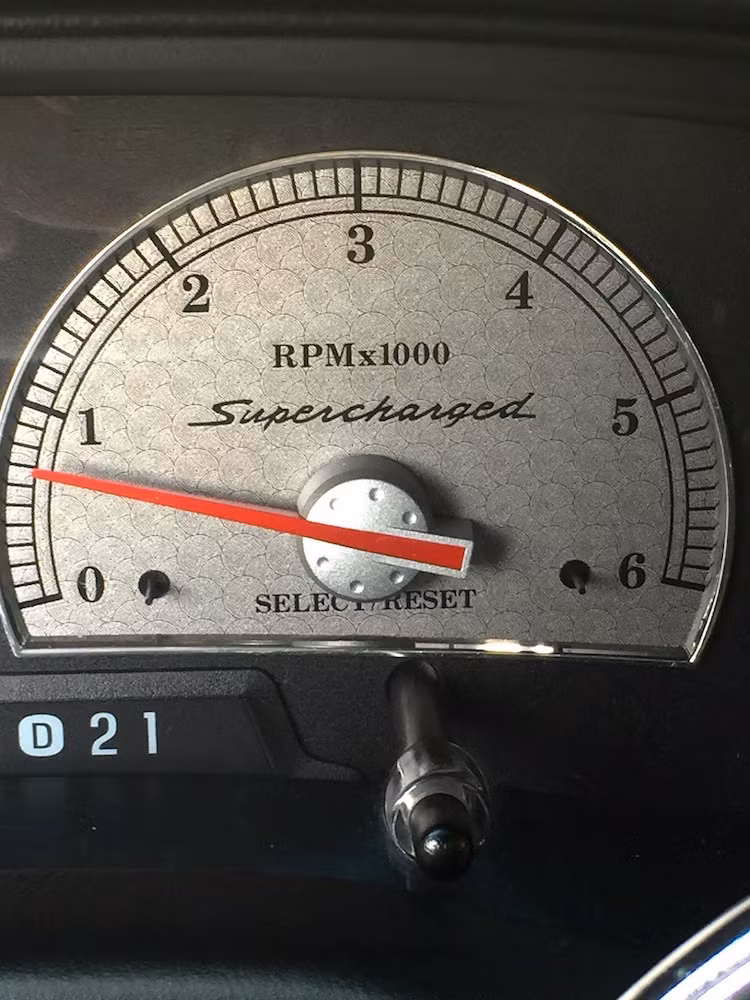 3
2 4
RPMx1000
Supercharged
1 5
0 6
SELECT/RESET
D 2 1